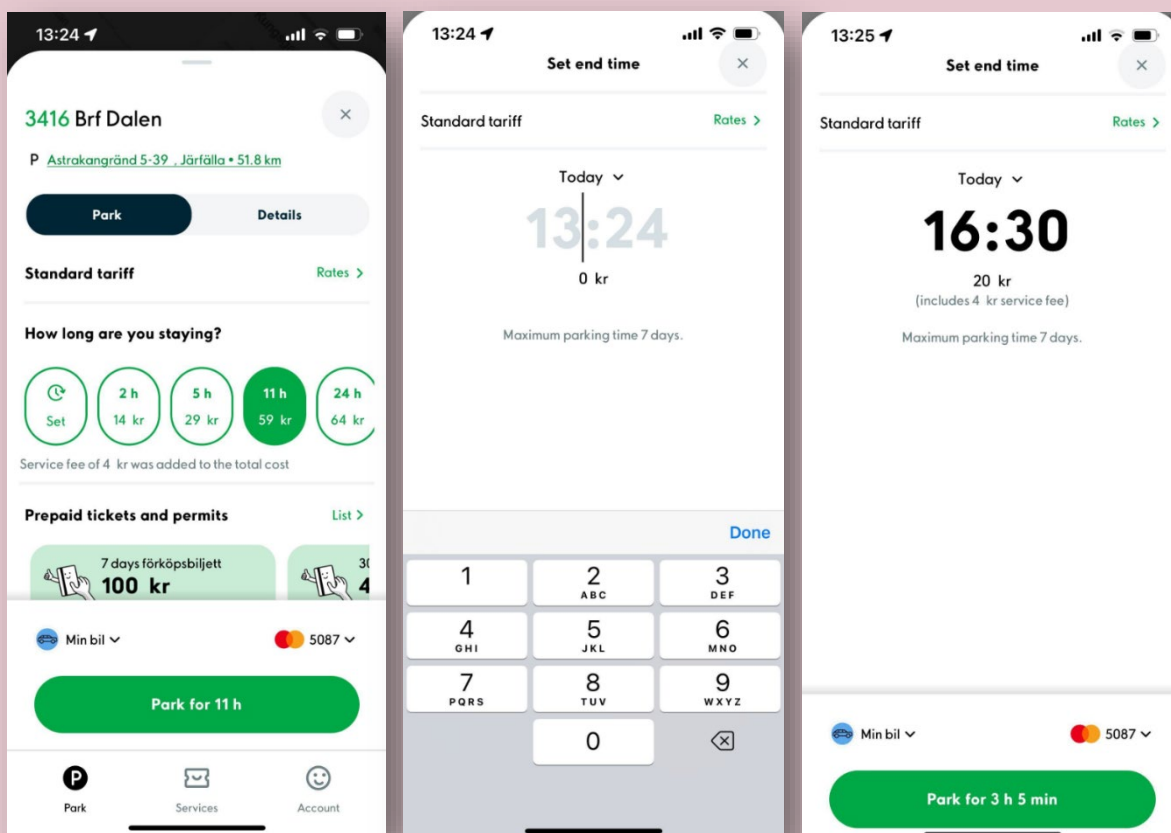 13:24
3416 Brf Dalen
P Astrakangränd 5-39 , Järfälla • 51.8 km
Park Details
Standard tariff Rates >
How long are you staying?
Set
2 h
14 kr
5 h
29 kr
11 h
59 kr
24 h
64 kr
Service fee of 4 kr was added to the total cost
Prepaid tickets and permits List >
7 days förköpsbiljett
100 kr
30
4
Min bil 5087
Park for 11 h
P
Park Services Account
13:24
Set end time
Standard tariff Rates >
Today
13:24
0 kr
Maximum parking time 7 days.
Done
1 2 3
ABC DEF
4 5 6
GHI JKL MNO
7 8 9
PQRS TUV WXYZ
0
13:25
Set end time
Standard tariff Rates >
Today
16:30
20 kr
(includes 4 kr service fee)
Maximum parking time 7 days.
Min bil 5087
Park for 3 h 5 min